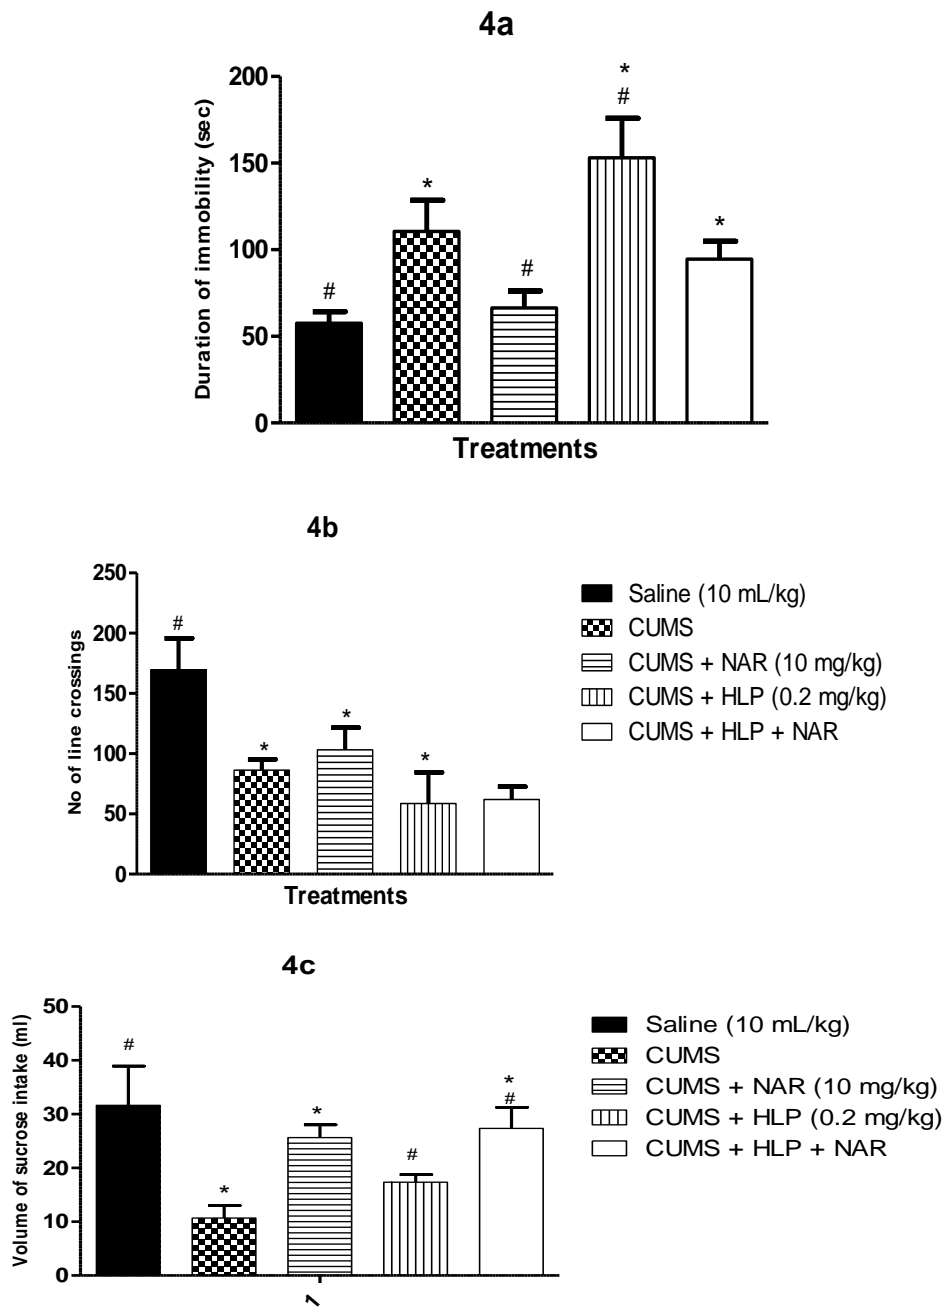 4a
200
150
100
50
0
Duration of immobility (sec)
#
*
#
*
#
*
Treatments
4b
250
200
150
100
50
0
No of line crossings
#
*
*
*
Treatments
Saline (10 mL/kg)
CUMS
CUMS + NAR (10 mg/kg)
CUMS + HLP (0.2 mg/kg)
CUMS + HLP + NAR
4c
50
40
30
20
10
0
Volume of sucrose intake (ml)
#
*
*
#
*
#
1
Saline (10 mL/kg)
CUMS
CUMS + NAR (10 mg/kg)
CUMS + HLP (0.2 mg/kg)
CUMS + HLP + NAR